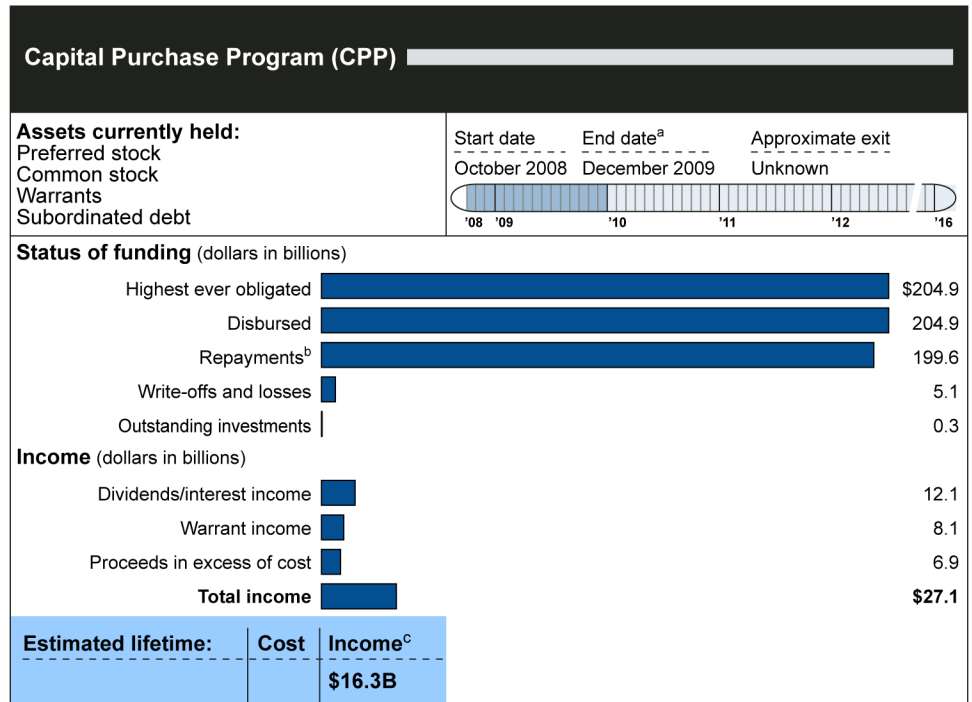 Capital Purchase Program (CPP)
Assets currently held:
Preferred stock
Common stock
Warrants
Subordinated debt
Start date End dateᵃ Approximate exit
October 2008 December 2009 Unknown
’08 ’09 ’10 ’11 ’12 ’16
Status of funding (dollars in billions)
Highest ever obligated $204.9
Disbursed 204.9
Repaymentsᵇ 199.6
Write-offs and losses 5.1
Outstanding investments 0.3
Income (dollars in billions)
Dividends/interest income 12.1
Warrant income 8.1
Proceeds in excess of cost 6.9
Total income $27.1
Estimated lifetime: Cost Incomeᶜ
$16.3B